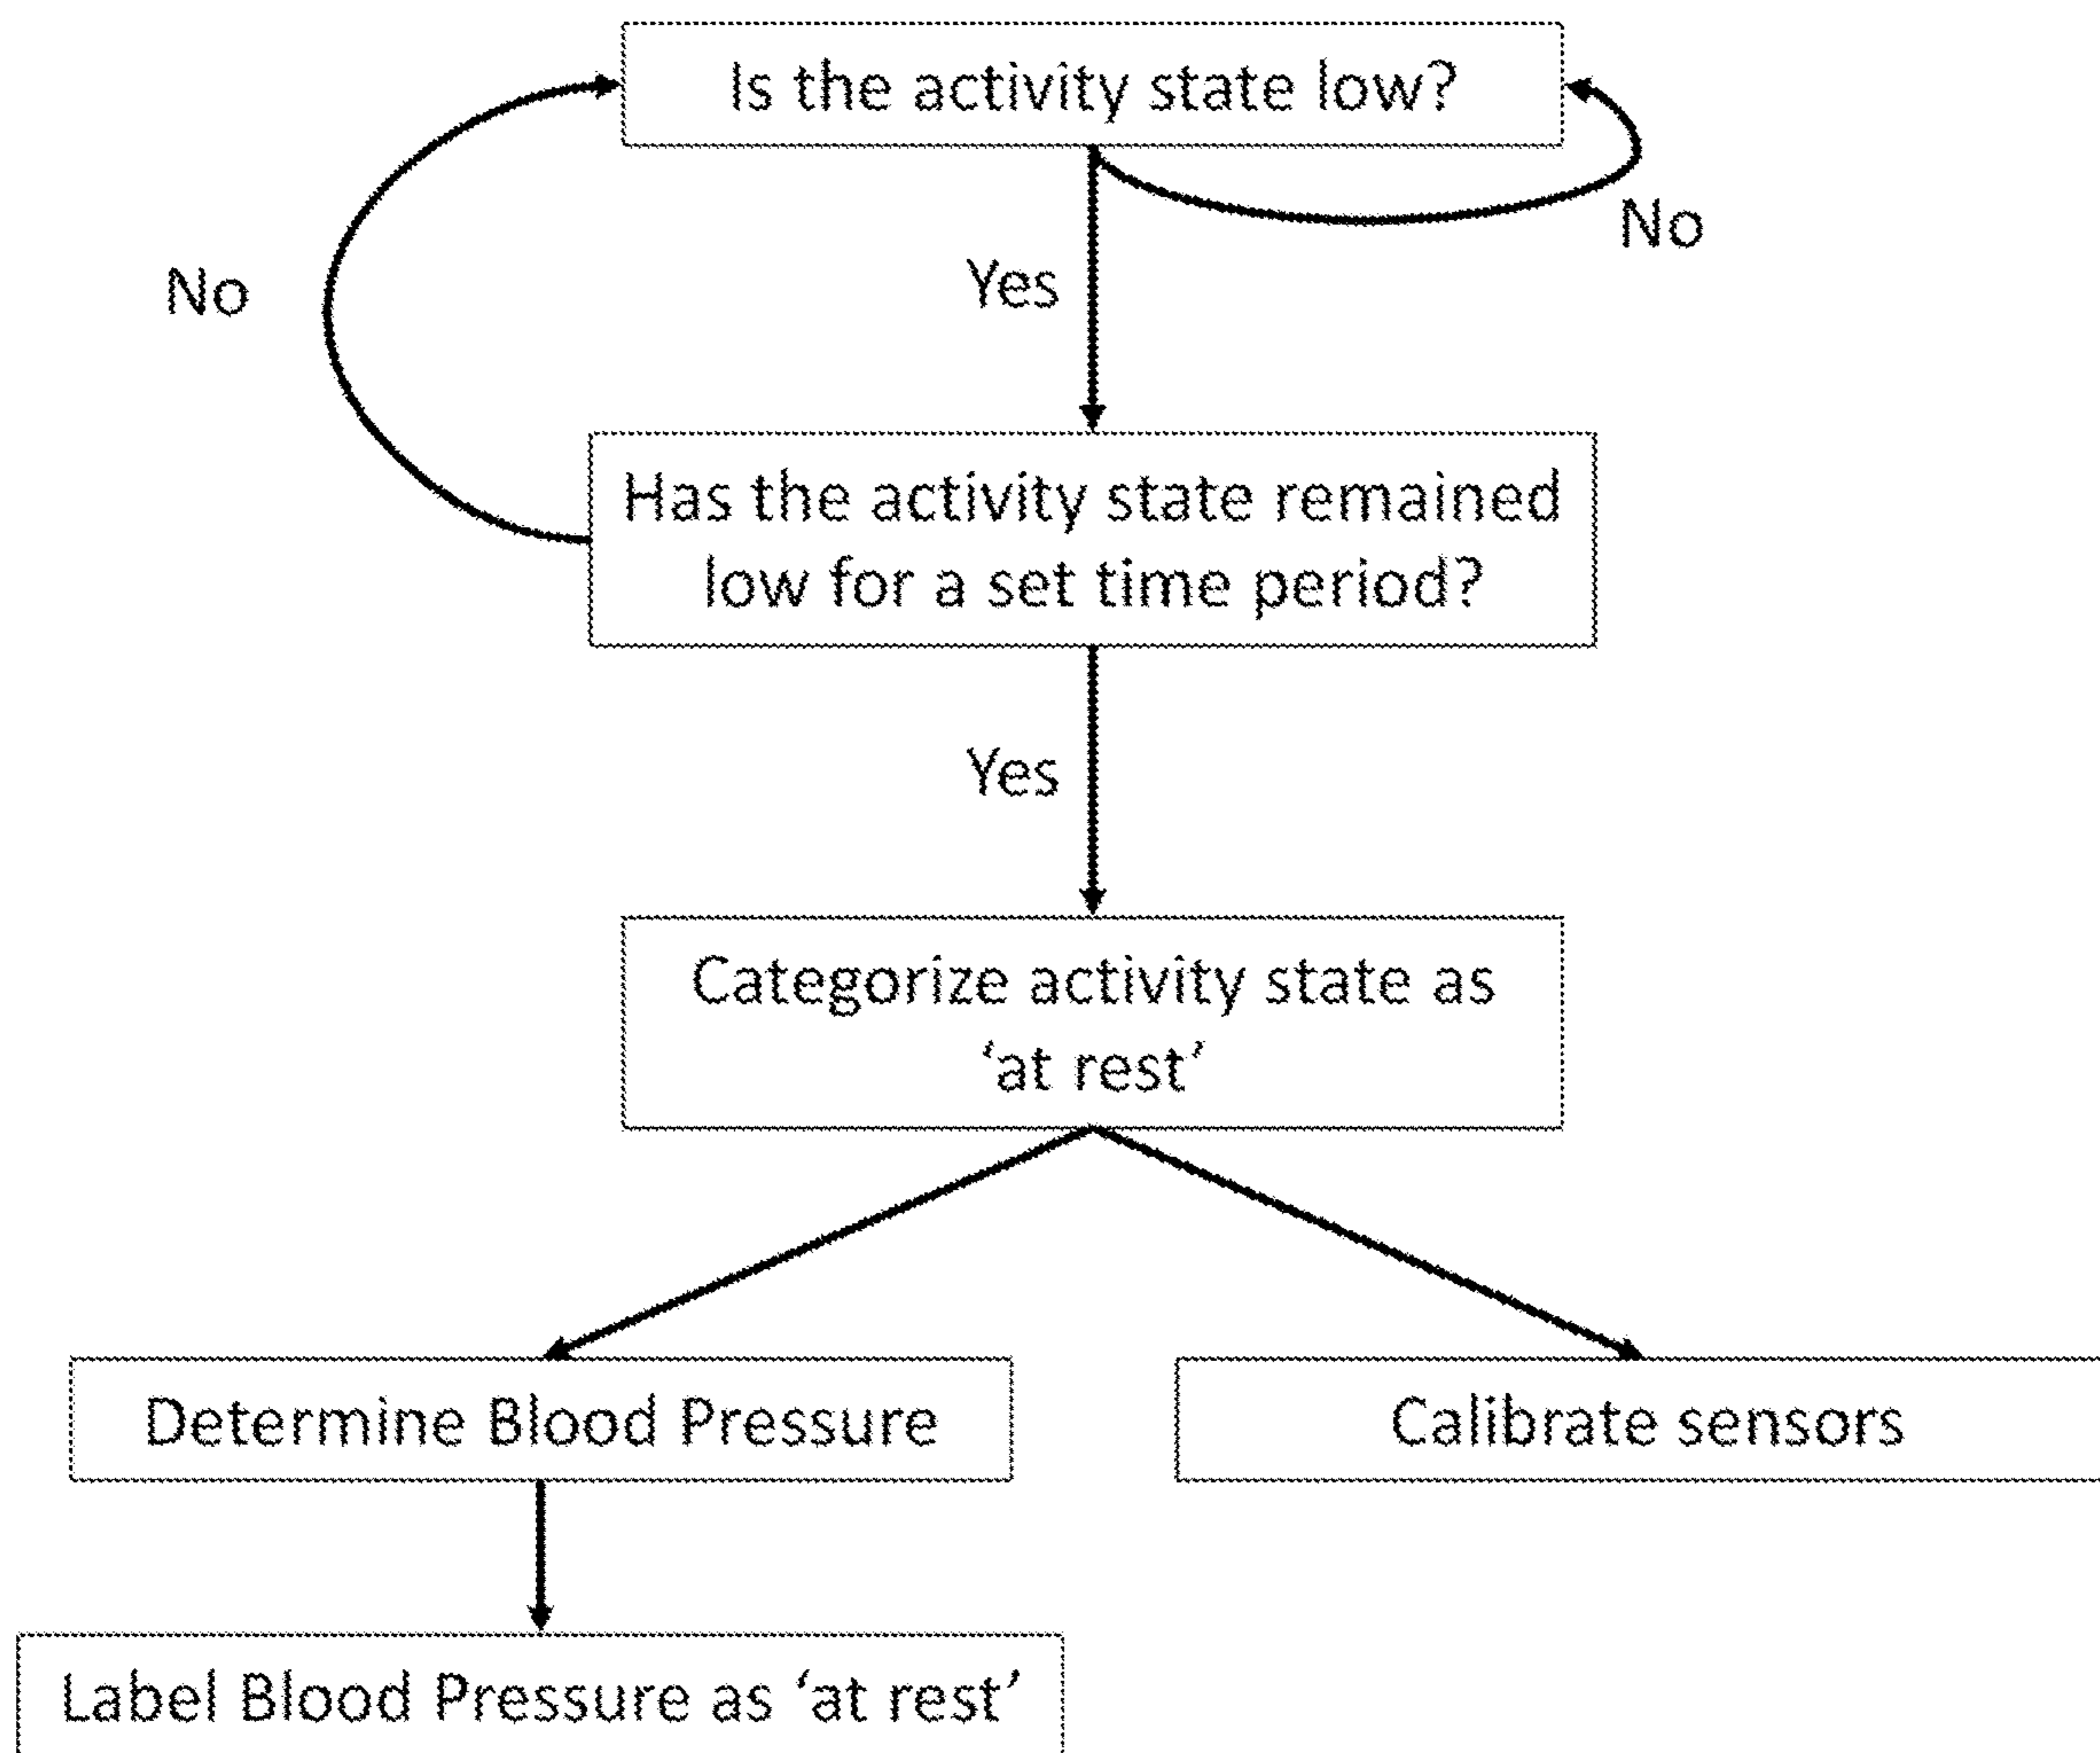 Is the activity state low?
No
No
Yes
Has the activity state remained
low for a set time period?
Yes
Categorize activity state as
‘at rest’
Determine Blood Pressure
Calibrate sensors
Label Blood Pressure as ‘at rest’